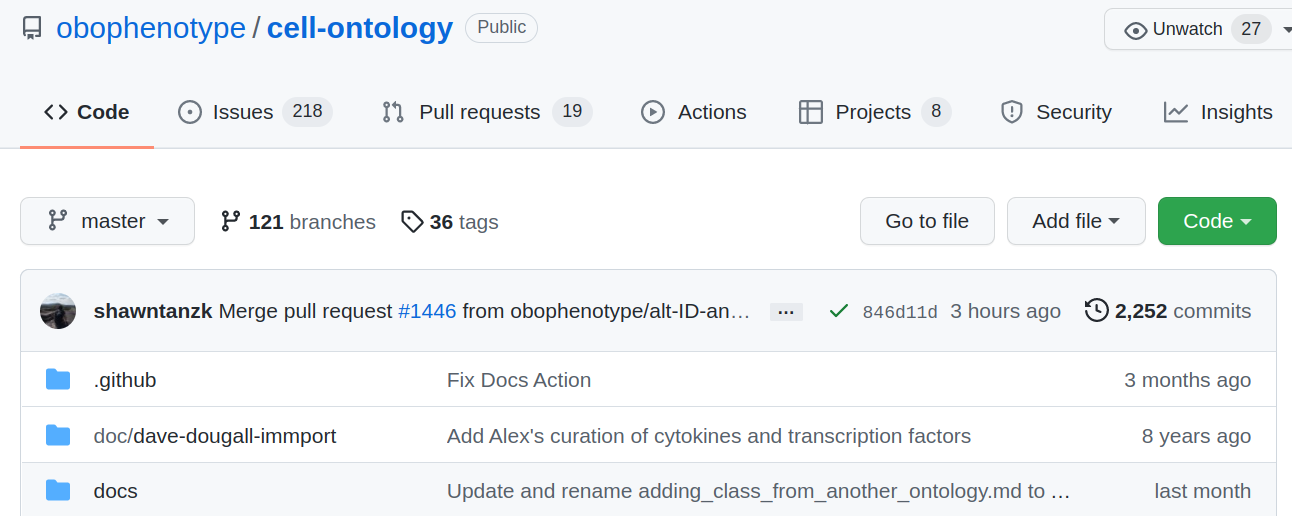 obophenotype / cell-ontology Public Unwatch 27
Code Issues 218 Pull requests 19 Actions Projects 8 Security Insights
master 121 branches 36 tags Go to file Add file Code
shawntanzk Merge pull request #1446 from obophenotype/alt-ID-an… ... 846d11d 3 hours ago 2,252 commits
.github Fix Docs Action 3 months ago
doc/dave-dougall-immport Add Alex's curation of cytokines and transcription factors 8 years ago
docs Update and rename adding_class_from_another_ontology.md to … last month